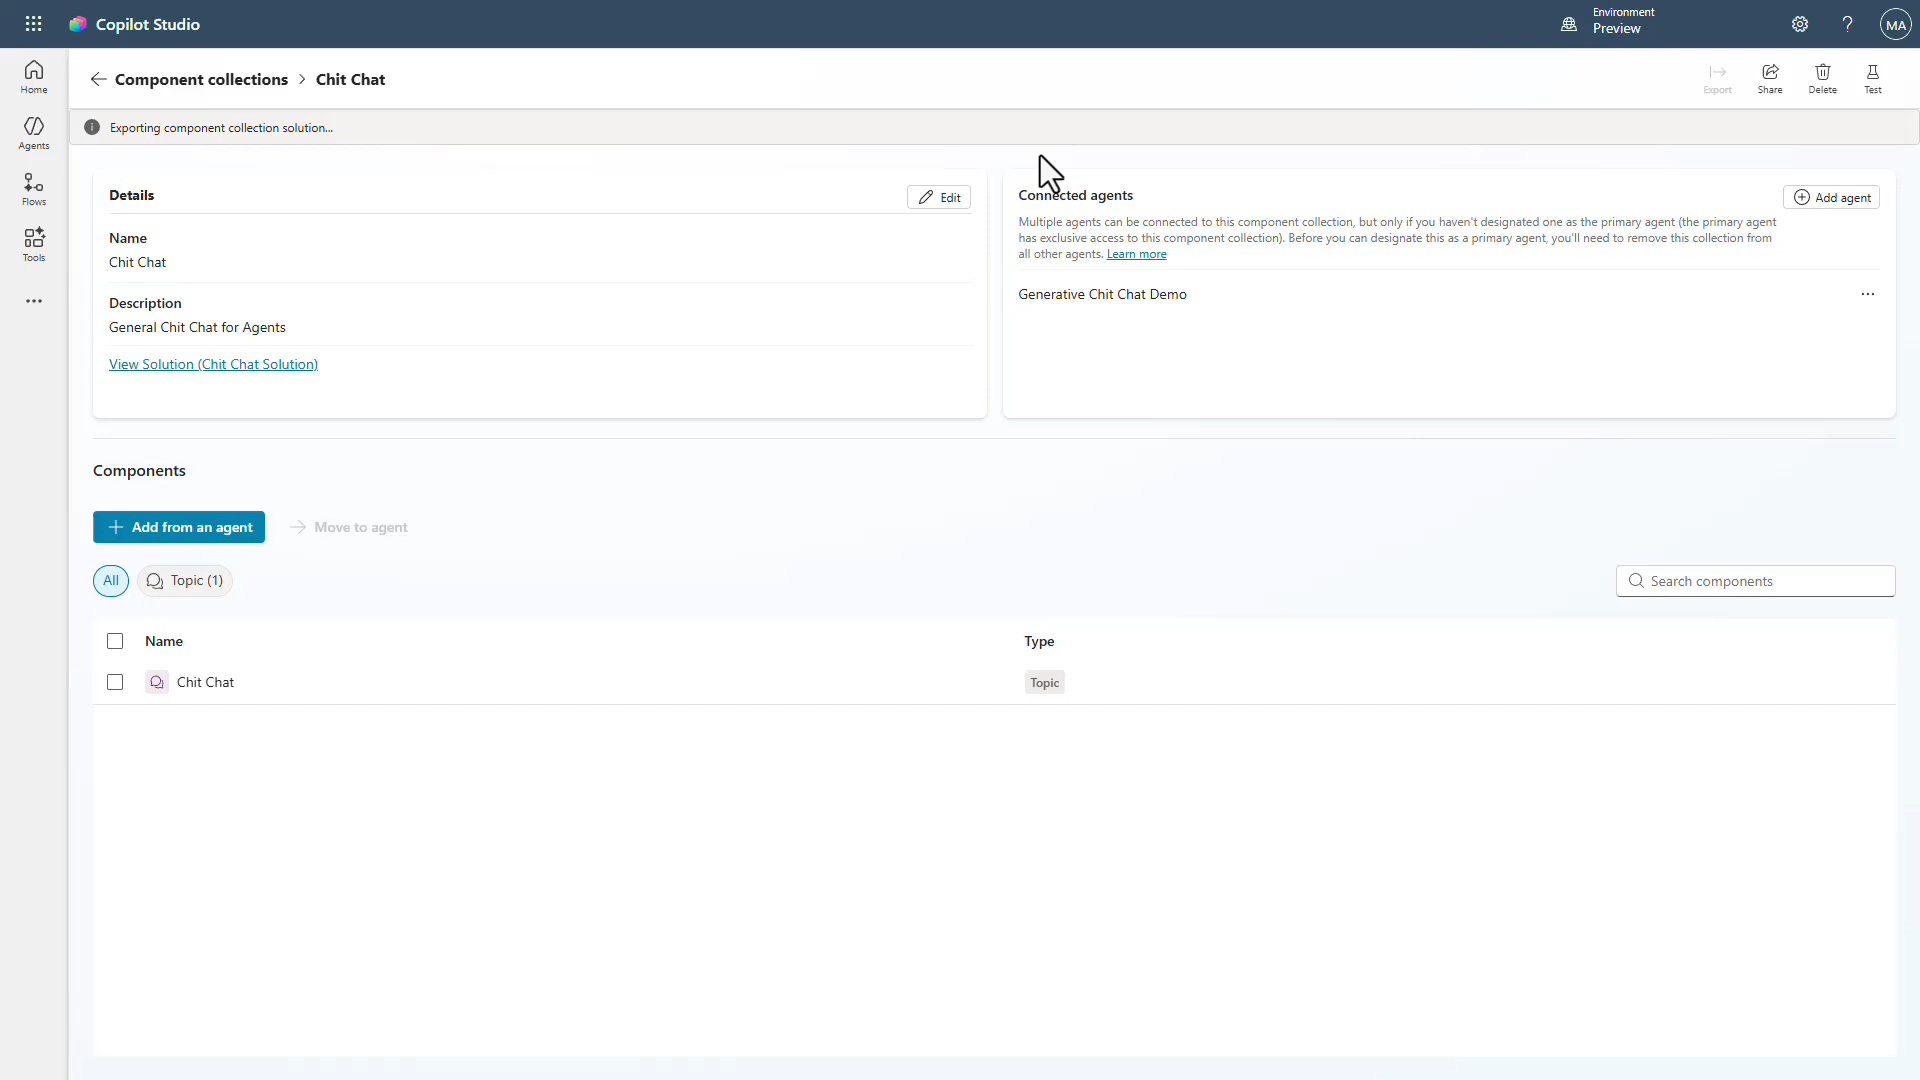 Copilot Studio
Environment
Preview
?
MA
Home
Agents
Flows
Tools
Component collections > Chit Chat
Export
Share
Delete
Test
Exporting component collection solution...
Details
Edit
Name
Chit Chat
Description
General Chit Chat for Agents
View Solution (Chit Chat Solution)
Connected agents
Add agent
Multiple agents can be connected to this component collection, but only if you haven't designated one as the primary agent (the primary agent
has exclusive access to this component collection). Before you can designate this as a primary agent, you'll need to remove this collection from
all other agents. Learn more
Generative Chit Chat Demo
Components
Add from an agent
Move to agent
All
Topic (1)
Search components
Name
Type
Chit Chat
Topic